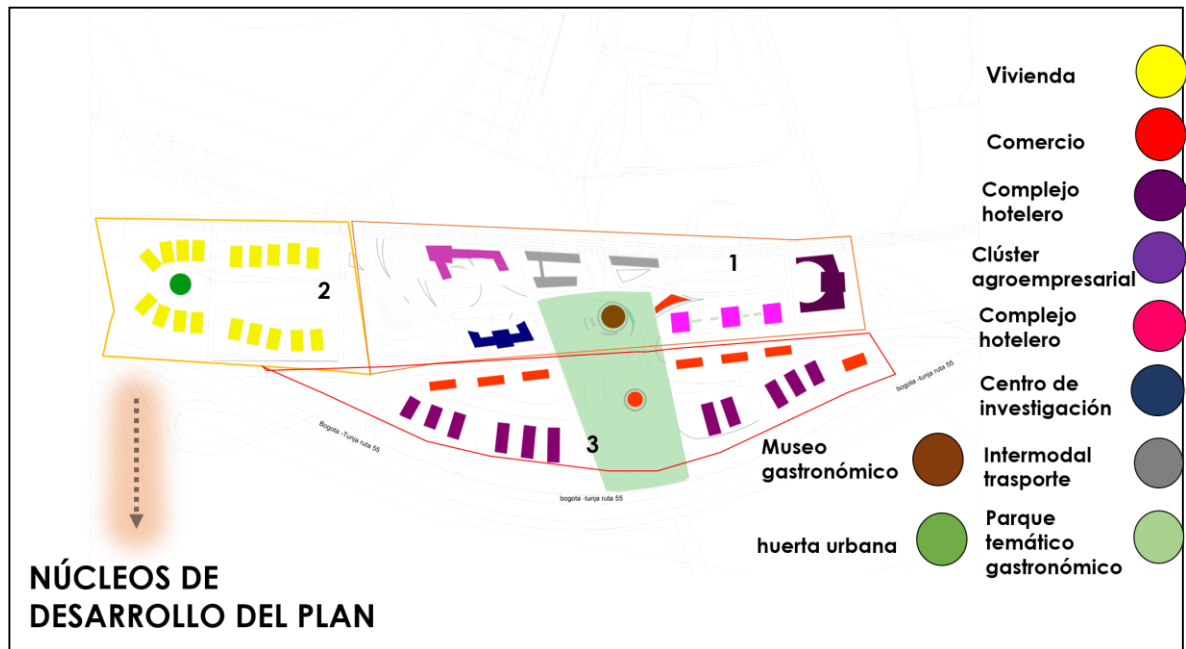 Vivienda
Comercio
Complejo
hotelero
Clúster
agroempresarial
Complejo
hotelero
Centro de
investigación
Museo
gastronómico
Intermodal
trasporte
huerta urbana
Parque
temático
gastronómico
1
2
3
Bogota -Tunja ruta 55
bogota -tunja ruta 55
bogota -tunja ruta 55
NÚCLEOS DE
DESARROLLO DEL PLAN